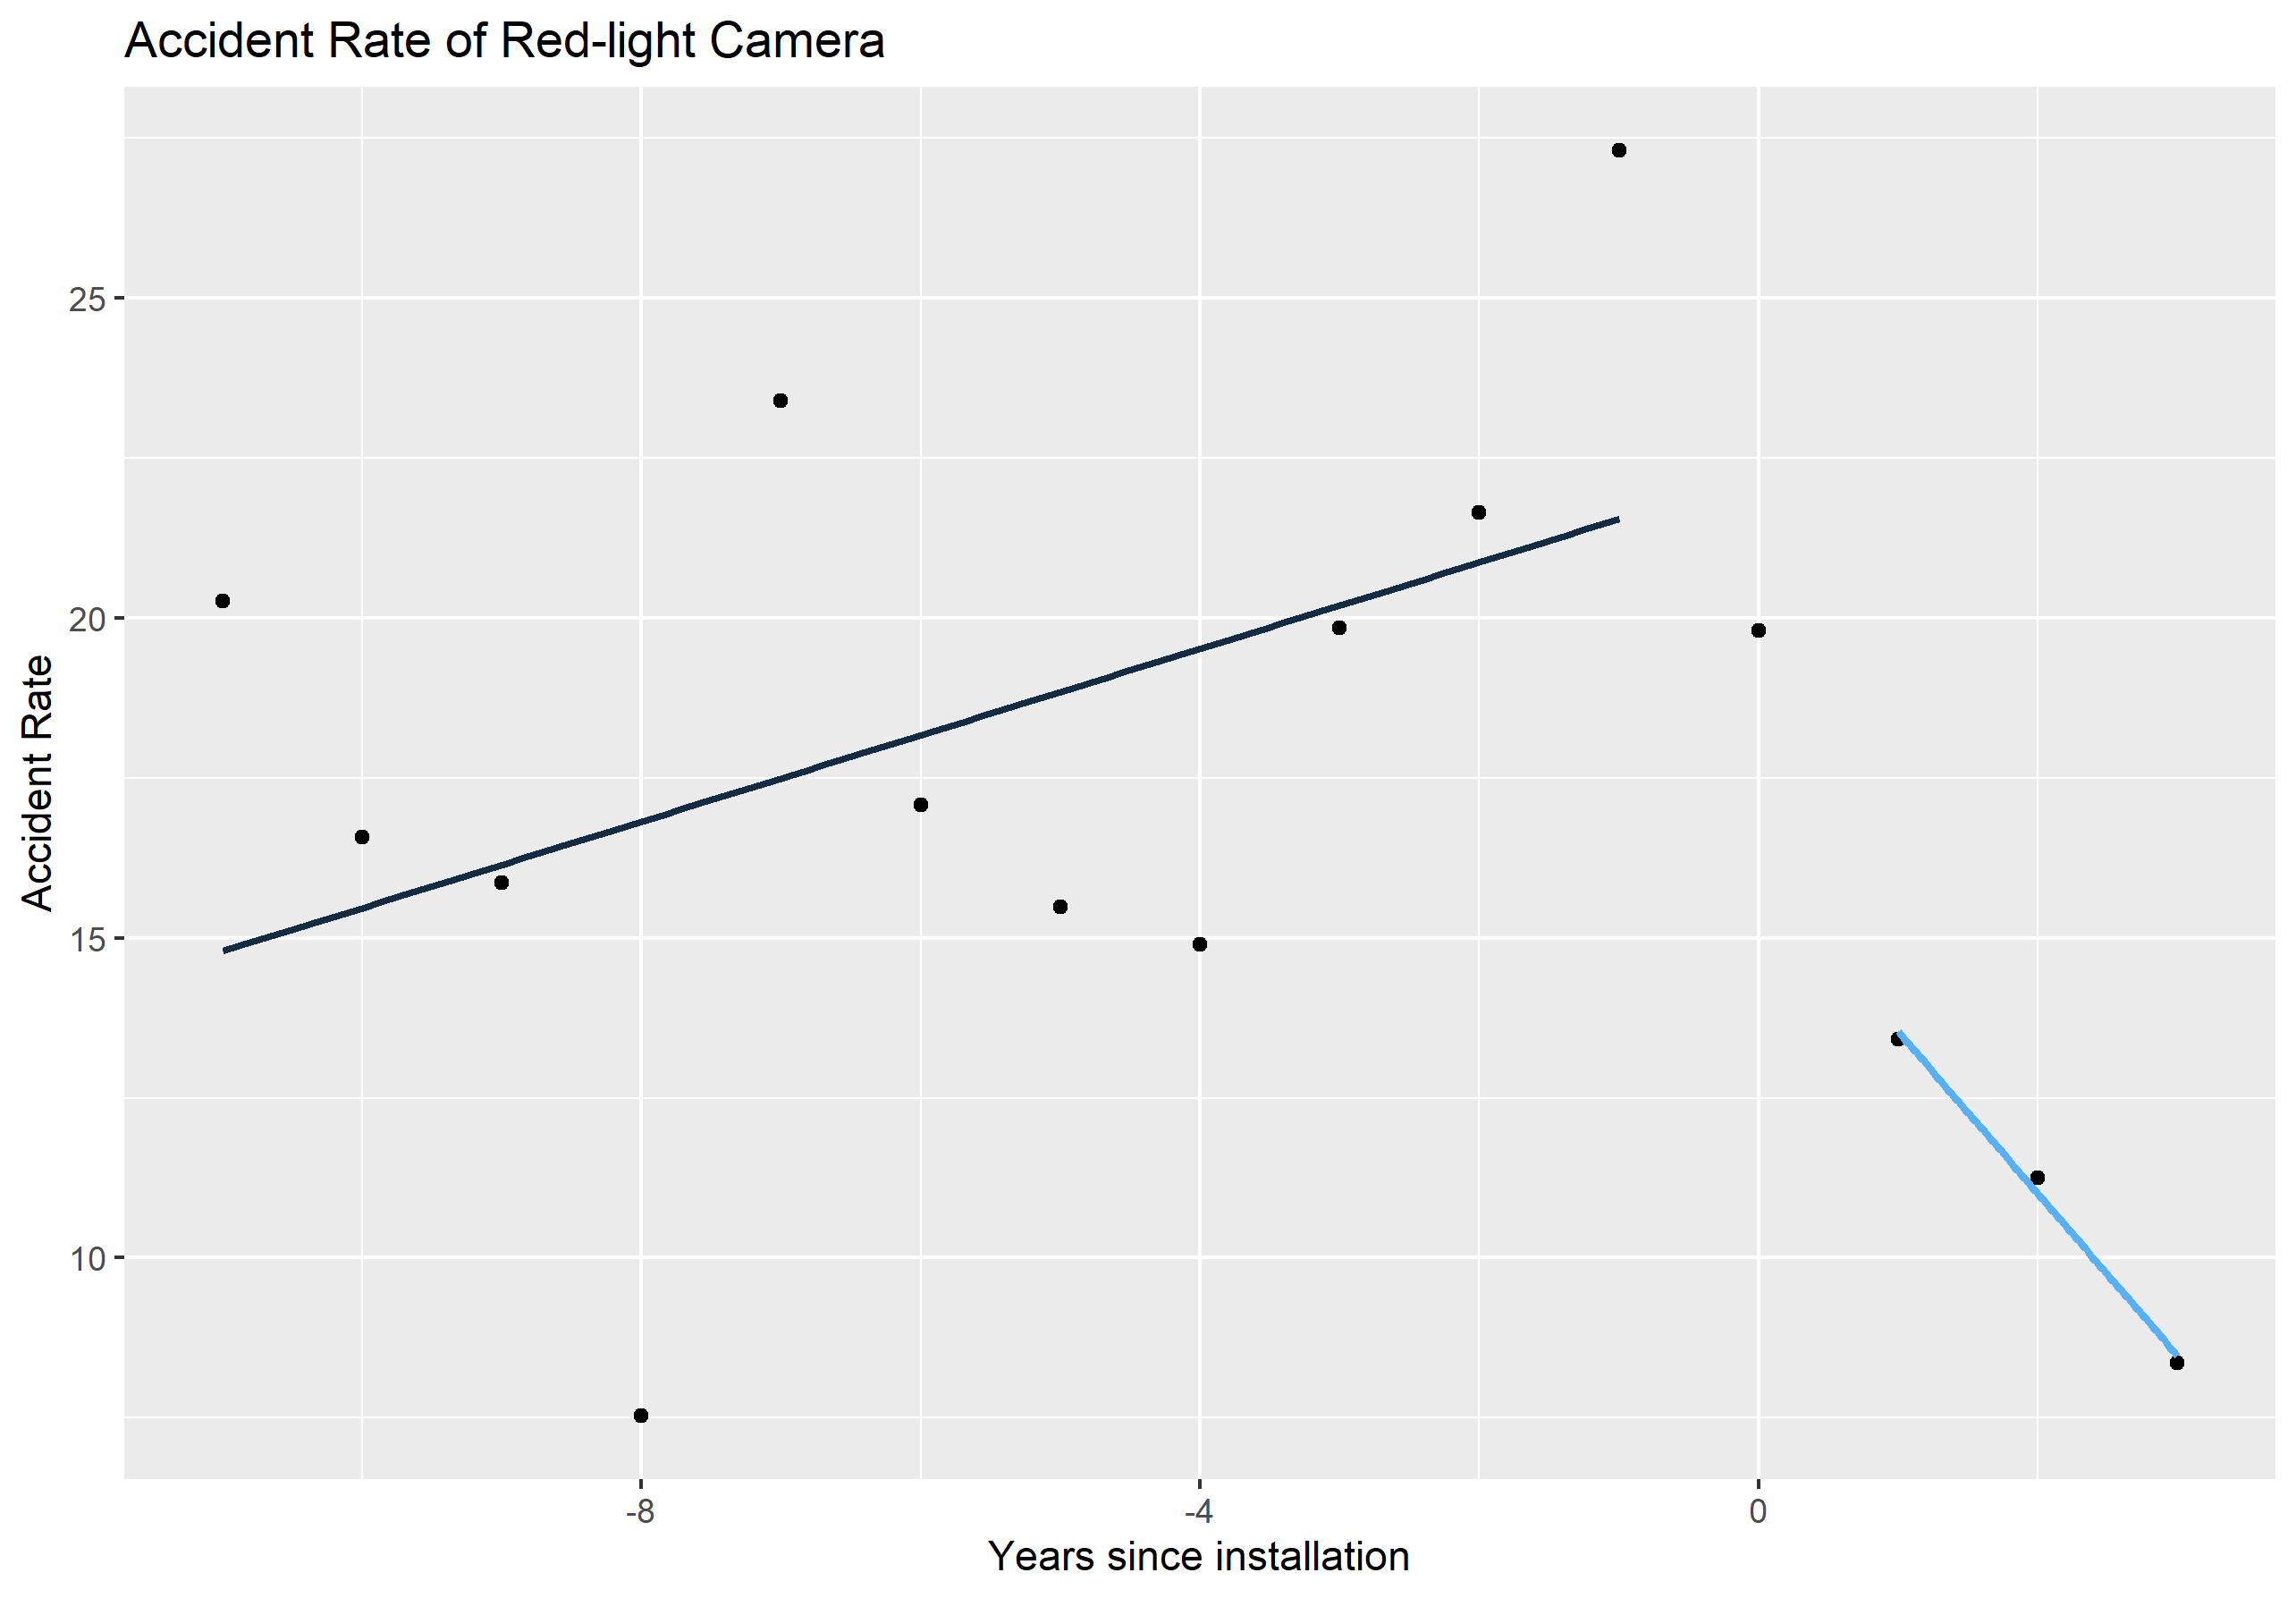 Accident Rate of Red-light Camera
25
20
15
10
Accident Rate
-8
-4
0
Years since installation